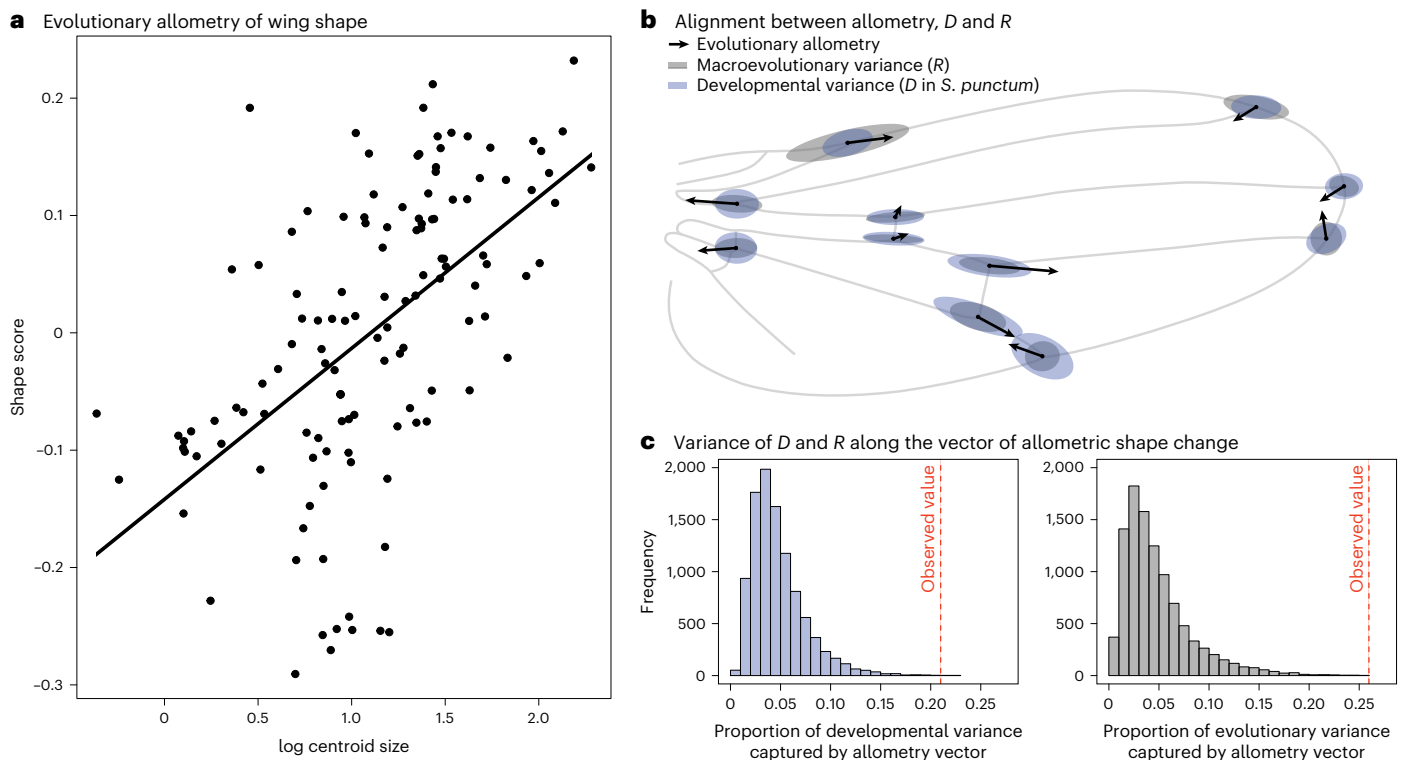 a Evolutionary allometry of wing shape
0.2
0.1
0
−0.1
−0.2
−0.3
Shape score
0
0.5
1.0
1.5
2.0
log centroid size
b Alignment between allometry, D and R
Evolutionary allometry
Macroevolutionary variance (R)
Developmental variance (D in S. punctum)
c Variance of D and R along the vector of allometric shape change
2,000
1,500
1,000
500
0
Frequency
Observed value
0
0.05
0.10
0.15
0.20
0.25
Proportion of developmental variance
captured by allometry vector
2,000
1,500
1,000
500
0
Observed value
0
0.05
0.10
0.15
0.20
0.25
Proportion of evolutionary variance
captured by allometry vector